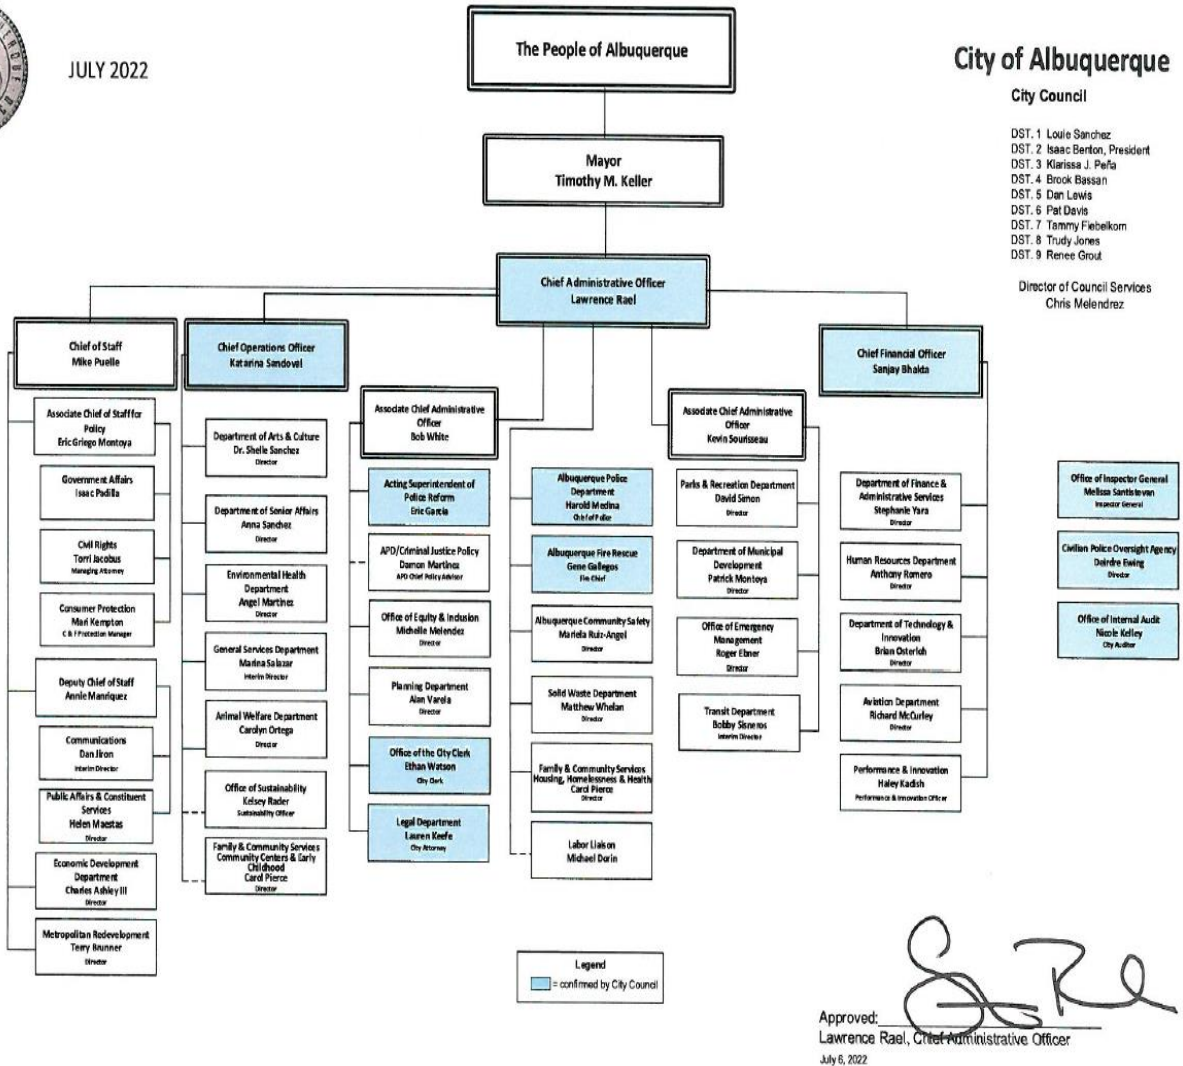 JULY 2022
The People of Albuquerque
City of Albuquerque
City Council
DST. 1 Louie Sanchez
DST. 2 Isaac Benton, President
DST. 3 Klarissa J. Peña
DST. 4 Brook Bassan
DST. 5 Dan Lewis
DST. 6 Pat Davis
DST. 7 Tammy Fiebelkorn
DST. 8 Trudy Jones
DST. 9 Renee Grout
Director of Council Services
Chris Melendrez
Mayor
Timothy M. Keller
Chief Administrative Officer
Lawrence Rael
Chief of Staff
Mike Puelle
Chief Operations Officer
Katarina Sandoval
Chief Financial Officer
Sanjay Bhakta
Associate Chief Administrative
Officer
Bob White
Associate Chief Administrative
Officer
Kevin Sourisseau
Associate Chief of Staff for
Policy
Eric Griego Montoya
Government Affairs
Isaac Padilla
Civil Rights
Torri Jacobus
Managing Attorney
Consumer Protection
Mari Kempton
C & F Protection Manager
Deputy Chief of Staff
Annie Manriquez
Communications
Dan Jiron
Interim Director
Public Affairs & Constituent
Services
Helen Maestas
Director
Economic Development
Department
Charles Ashley III
Director
Metropolitan Redevelopment
Terry Brunner
Director
Department of Arts & Culture
Dr. Shelle Sanchez
Director
Department of Senior Affairs
Anna Sanchez
Director
Environmental Health
Department
Angel Martinez
Director
General Services Department
Marina Salazar
Interim Director
Animal Welfare Department
Carolyn Ortega
Director
Office of Sustainability
Kelsey Rader
Sustainability Officer
Family & Community Services
Community Centers & Early
Childhood
Carol Pierce
Director
Acting Superintendent of
Police Reform
Eric Garcia
APD/Criminal Justice Policy
Damon Martinez
APD Chief Policy Advisor
Office of Equity & Inclusion
Michelle Melendez
Director
Planning Department
Alan Varela
Director
Office of the City Clerk
Ethan Watson
City Clerk
Legal Department
Lauren Keefe
City Attorney
Albuquerque Police
Department
Harold Medina
Chief of Police
Albuquerque Fire Rescue
Gene Gallegos
Fire Chief
Albuquerque Community Safety
Mariela Ruiz-Angel
Director
Solid Waste Department
Matthew Whelan
Director
Family & Community Services
Housing, Homelessness & Health
Carol Pierce
Director
Labor Liaison
Michael Dorin
Parks & Recreation Department
David Simon
Director
Department of Municipal
Development
Patrick Montoya
Director
Office of Emergency
Management
Roger Ebner
Director
Transit Department
Bobby Sisneros
Interim Director
Department of Finance &
Administrative Services
Stephanie Yara
Director
Human Resources Department
Anthony Romero
Director
Department of Technology &
Innovation
Brian Osterloh
Director
Aviation Department
Richard McCurley
Director
Performance & Innovation
Haley Kadish
Performance & Innovation Officer
Office of Inspector General
Melissa Santistevan
Inspector General
Civilian Police Oversight Agency
Deirdre Ewing
Director
Office of Internal Audit
Nicole Kelley
City Auditor
Legend
= confirmed by City Council
Approved:
Lawrence Rael, Chief Administrative Officer
July 6, 2022